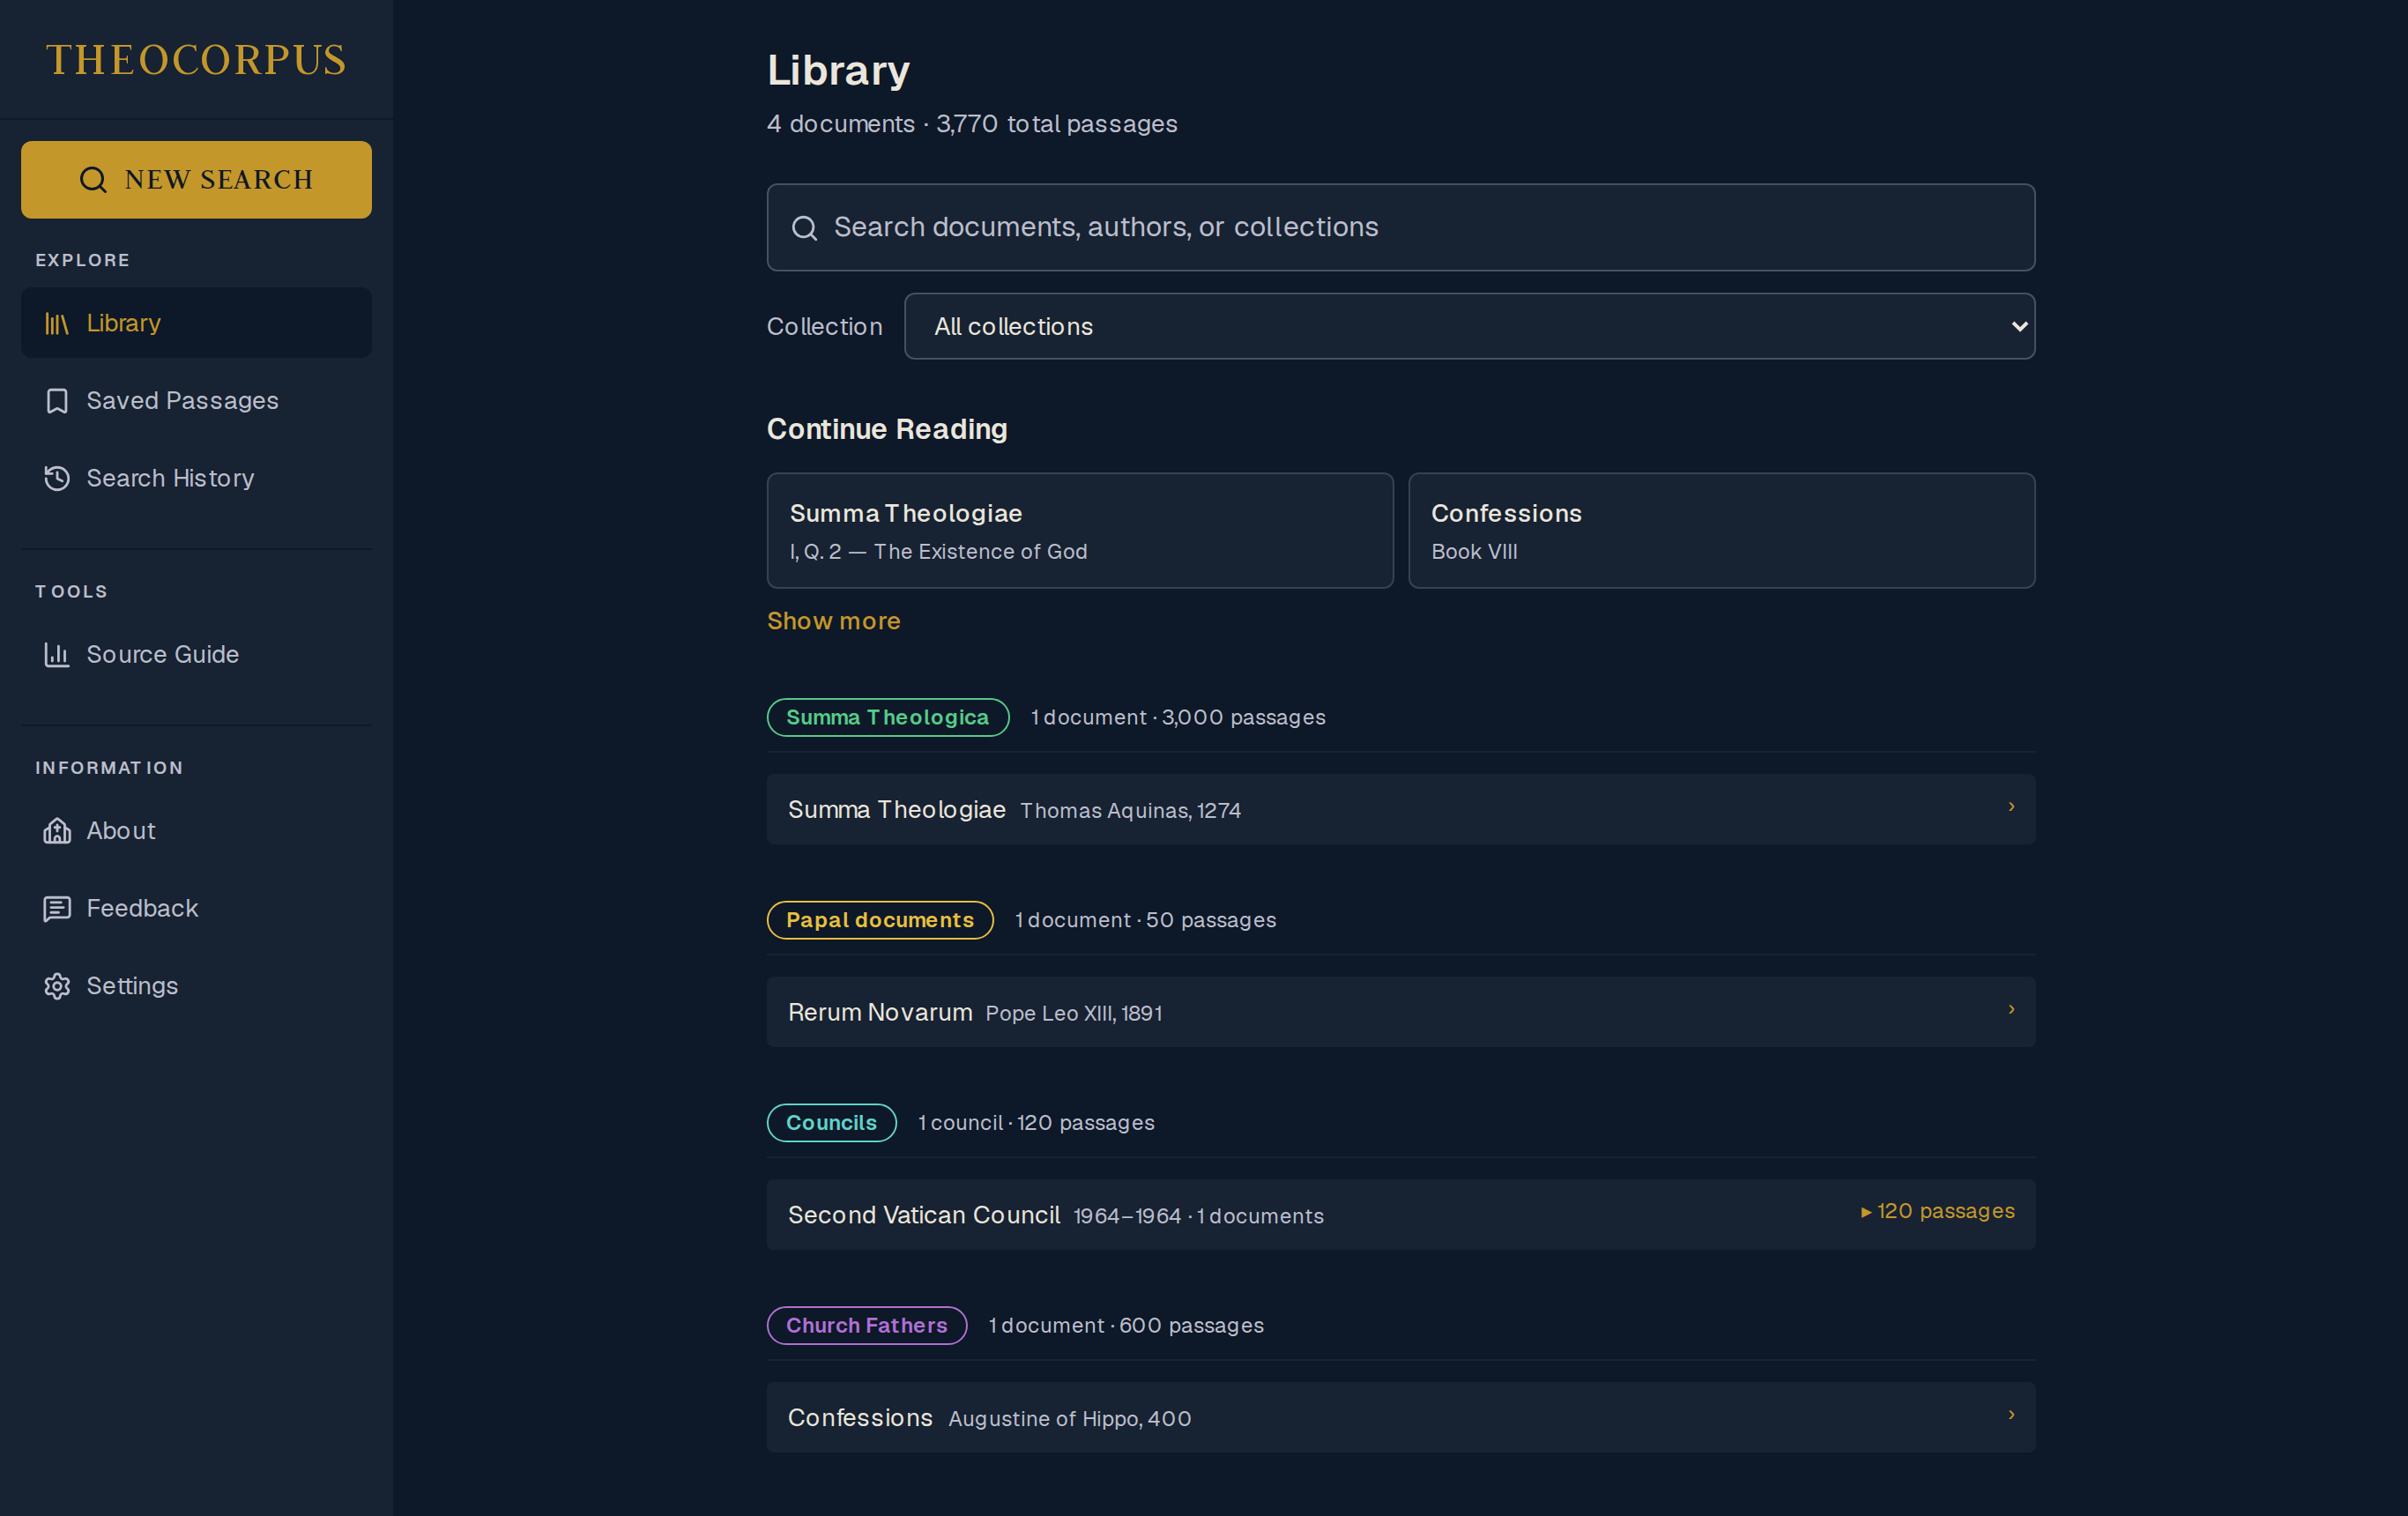 THEOCORPUS
NEW SEARCH
EXPLORE
Library
Saved Passages
Search History
TOOLS
Source Guide
INFORMATION
About
Feedback
Settings
Library
4 documents · 3,770 total passages
Search documents, authors, or collections
Collection
All collections
Continue Reading
Summa Theologiae
I, Q. 2 — The Existence of God
Confessions
Book VIII
Show more
Summa Theologica 1 document · 3,000 passages
Summa Theologiae Thomas Aquinas, 1274 ›
Papal documents 1 document · 50 passages
Rerum Novarum Pope Leo XIII, 1891 ›
Councils 1 council · 120 passages
Second Vatican Council 1964–1964 · 1 documents ▸ 120 passages
Church Fathers 1 document · 600 passages
Confessions Augustine of Hippo, 400 ›